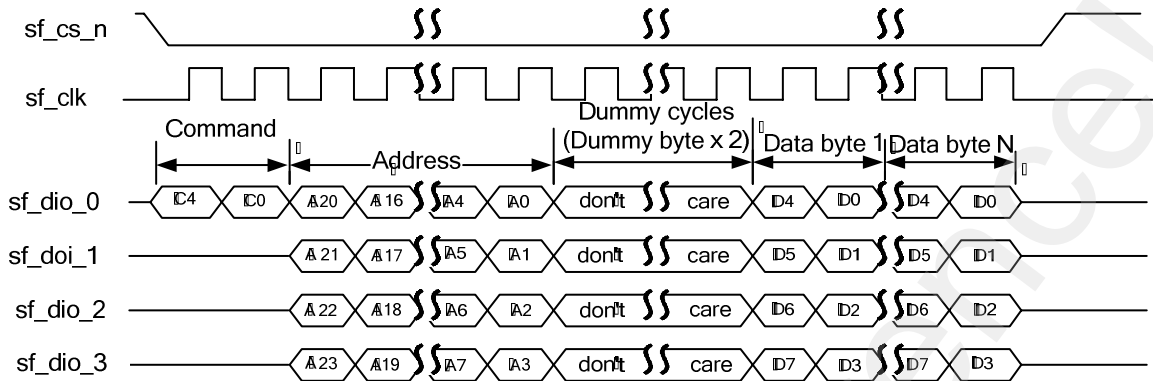 sf_cs_n
sf_clk
Dummy cycles
Command (Dummy byte x 2) Data byte 1 Data byte N
Address
sf_dio_0 C4 C0 A20 A16 A4 A0 don't care D4 D0 D4 D0
sf_doi_1 A21 A17 A5 A1 don't care D5 D1 D5 D1
sf_dio_2 A22 A18 A6 A2 don't care D6 D2 D6 D2
sf_dio_3 A23 A19 A7 A3 don't care D7 D3 D7 D3